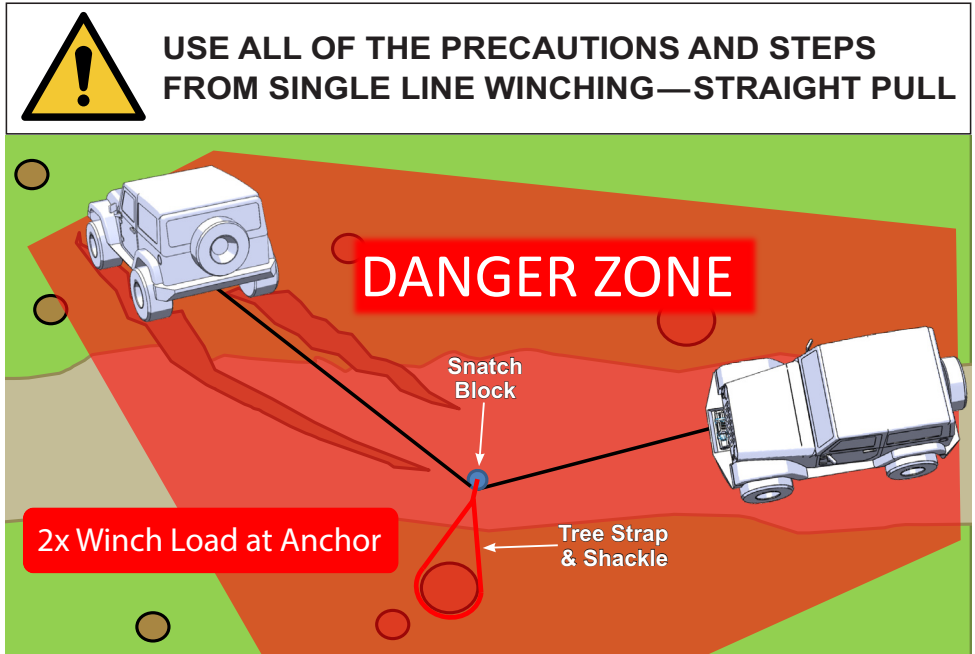 USE ALL OF THE PRECAUTIONS AND STEPS
FROM SINGLE LINE WINCHING—STRAIGHT PULL
DANGER ZONE
Snatch
Block
2x Winch Load at Anchor
Tree Strap
& Shackle